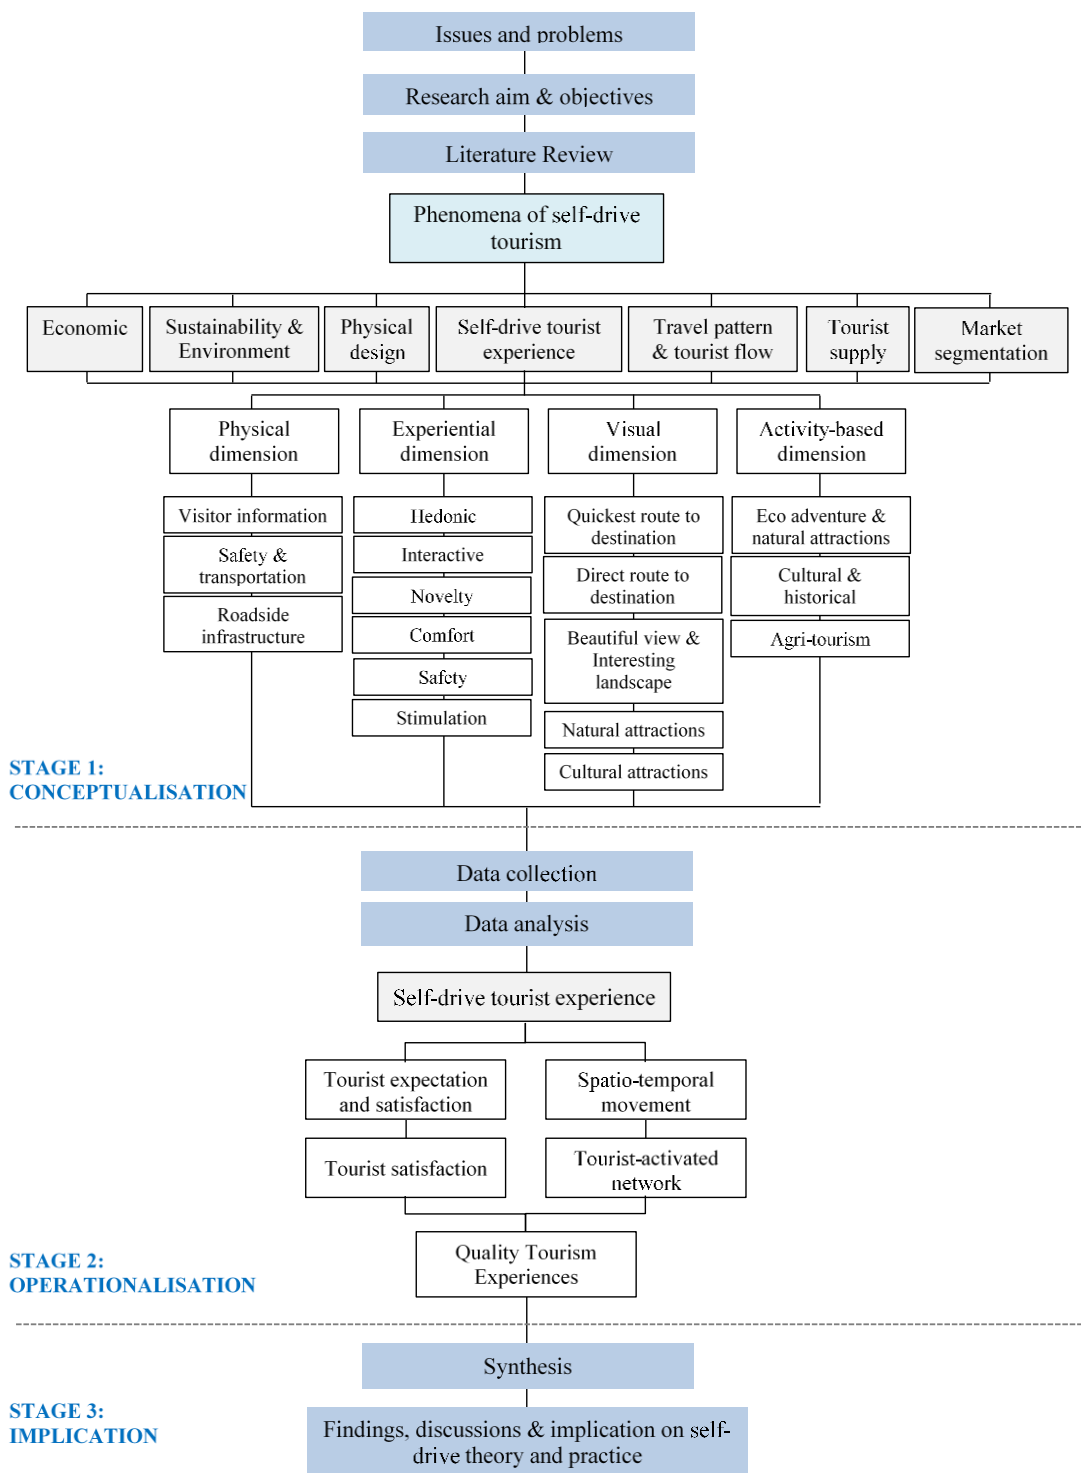 Issues and problems
Research aim & objectives
Literature Review
Phenomena of self-drive
tourism
Economic
Sustainability &
Environment
Physical
design
Self-drive tourist
experience
Travel pattern
& tourist flow
Tourist
supply
Market
segmentation
Physical
dimension
Experiential
dimension
Visual
dimension
Activity-based
dimension
Visitor information
Safety &
transportation
Roadside
infrastructure
Hedonic
Interactive
Novelty
Comfort
Safety
Stimulation
Quickest route to
destination
Direct route to
destination
Beautiful view &
Interesting
landscape
Natural attractions
Cultural attractions
Eco adventure &
natural attractions
Cultural &
historical
Agri-tourism
STAGE 1:
CONCEPTUALISATION
Data collection
Data analysis
Self-drive tourist experience
Tourist expectation
and satisfaction
Spatio-temporal
movement
Tourist satisfaction
Tourist-activated
network
Quality Tourism
Experiences
STAGE 2:
OPERATIONALISATION
Synthesis
STAGE 3:
IMPLICATION
Findings, discussions & implication on self-
drive theory and practice